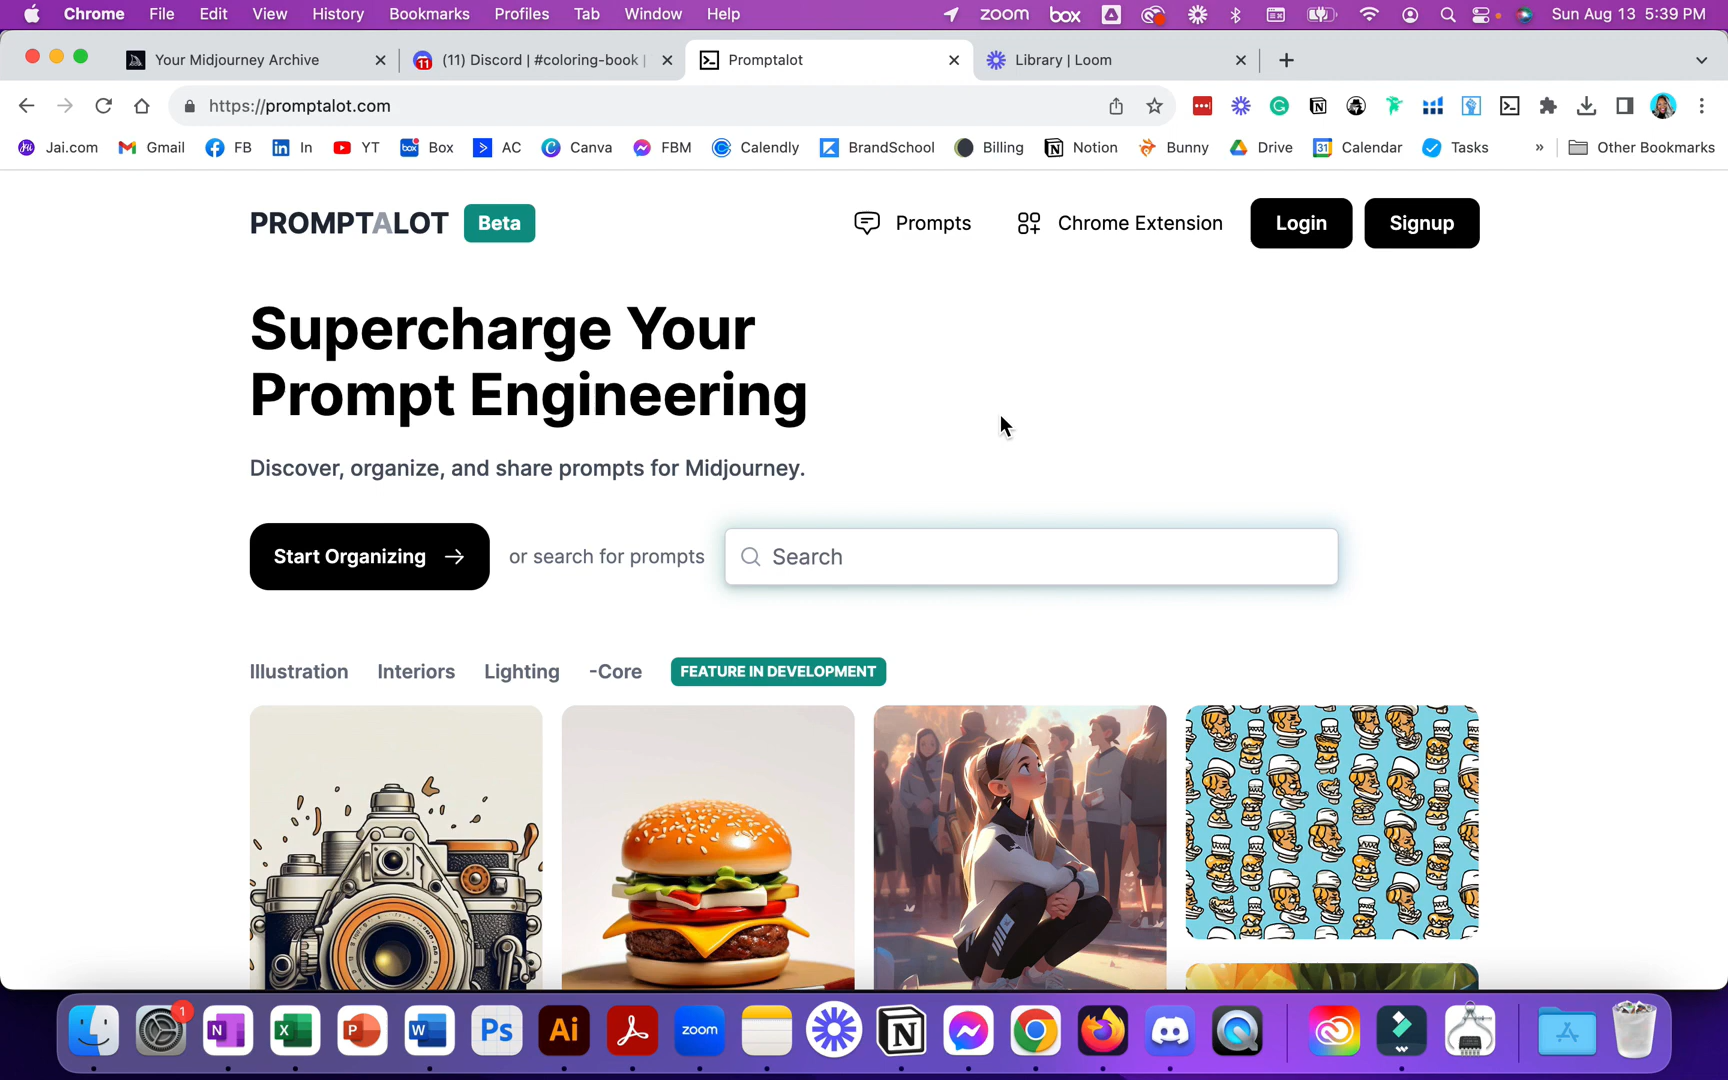 Chrome File Edit View History Bookmarks Profiles Tab Window Help zoom box Sun Aug 13 5:39 PM
Your Midjourney Archive (11) Discord | #coloring-book | Promptalot Library | Loom
https://promptalot.com
Jai.com Gmail FB In YT Box AC Canva FBM Calendly BrandSchool Billing Notion Bunny Drive Calendar Tasks » Other Bookmarks
PROMPTALOT Beta Prompts Chrome Extension Login Signup
Supercharge Your
Prompt Engineering
Discover, organize, and share prompts for Midjourney.
Start Organizing → or search for prompts Search
Illustration Interiors Lighting -Core FEATURE IN DEVELOPMENT
1 N X P W Ps Ai zoom N